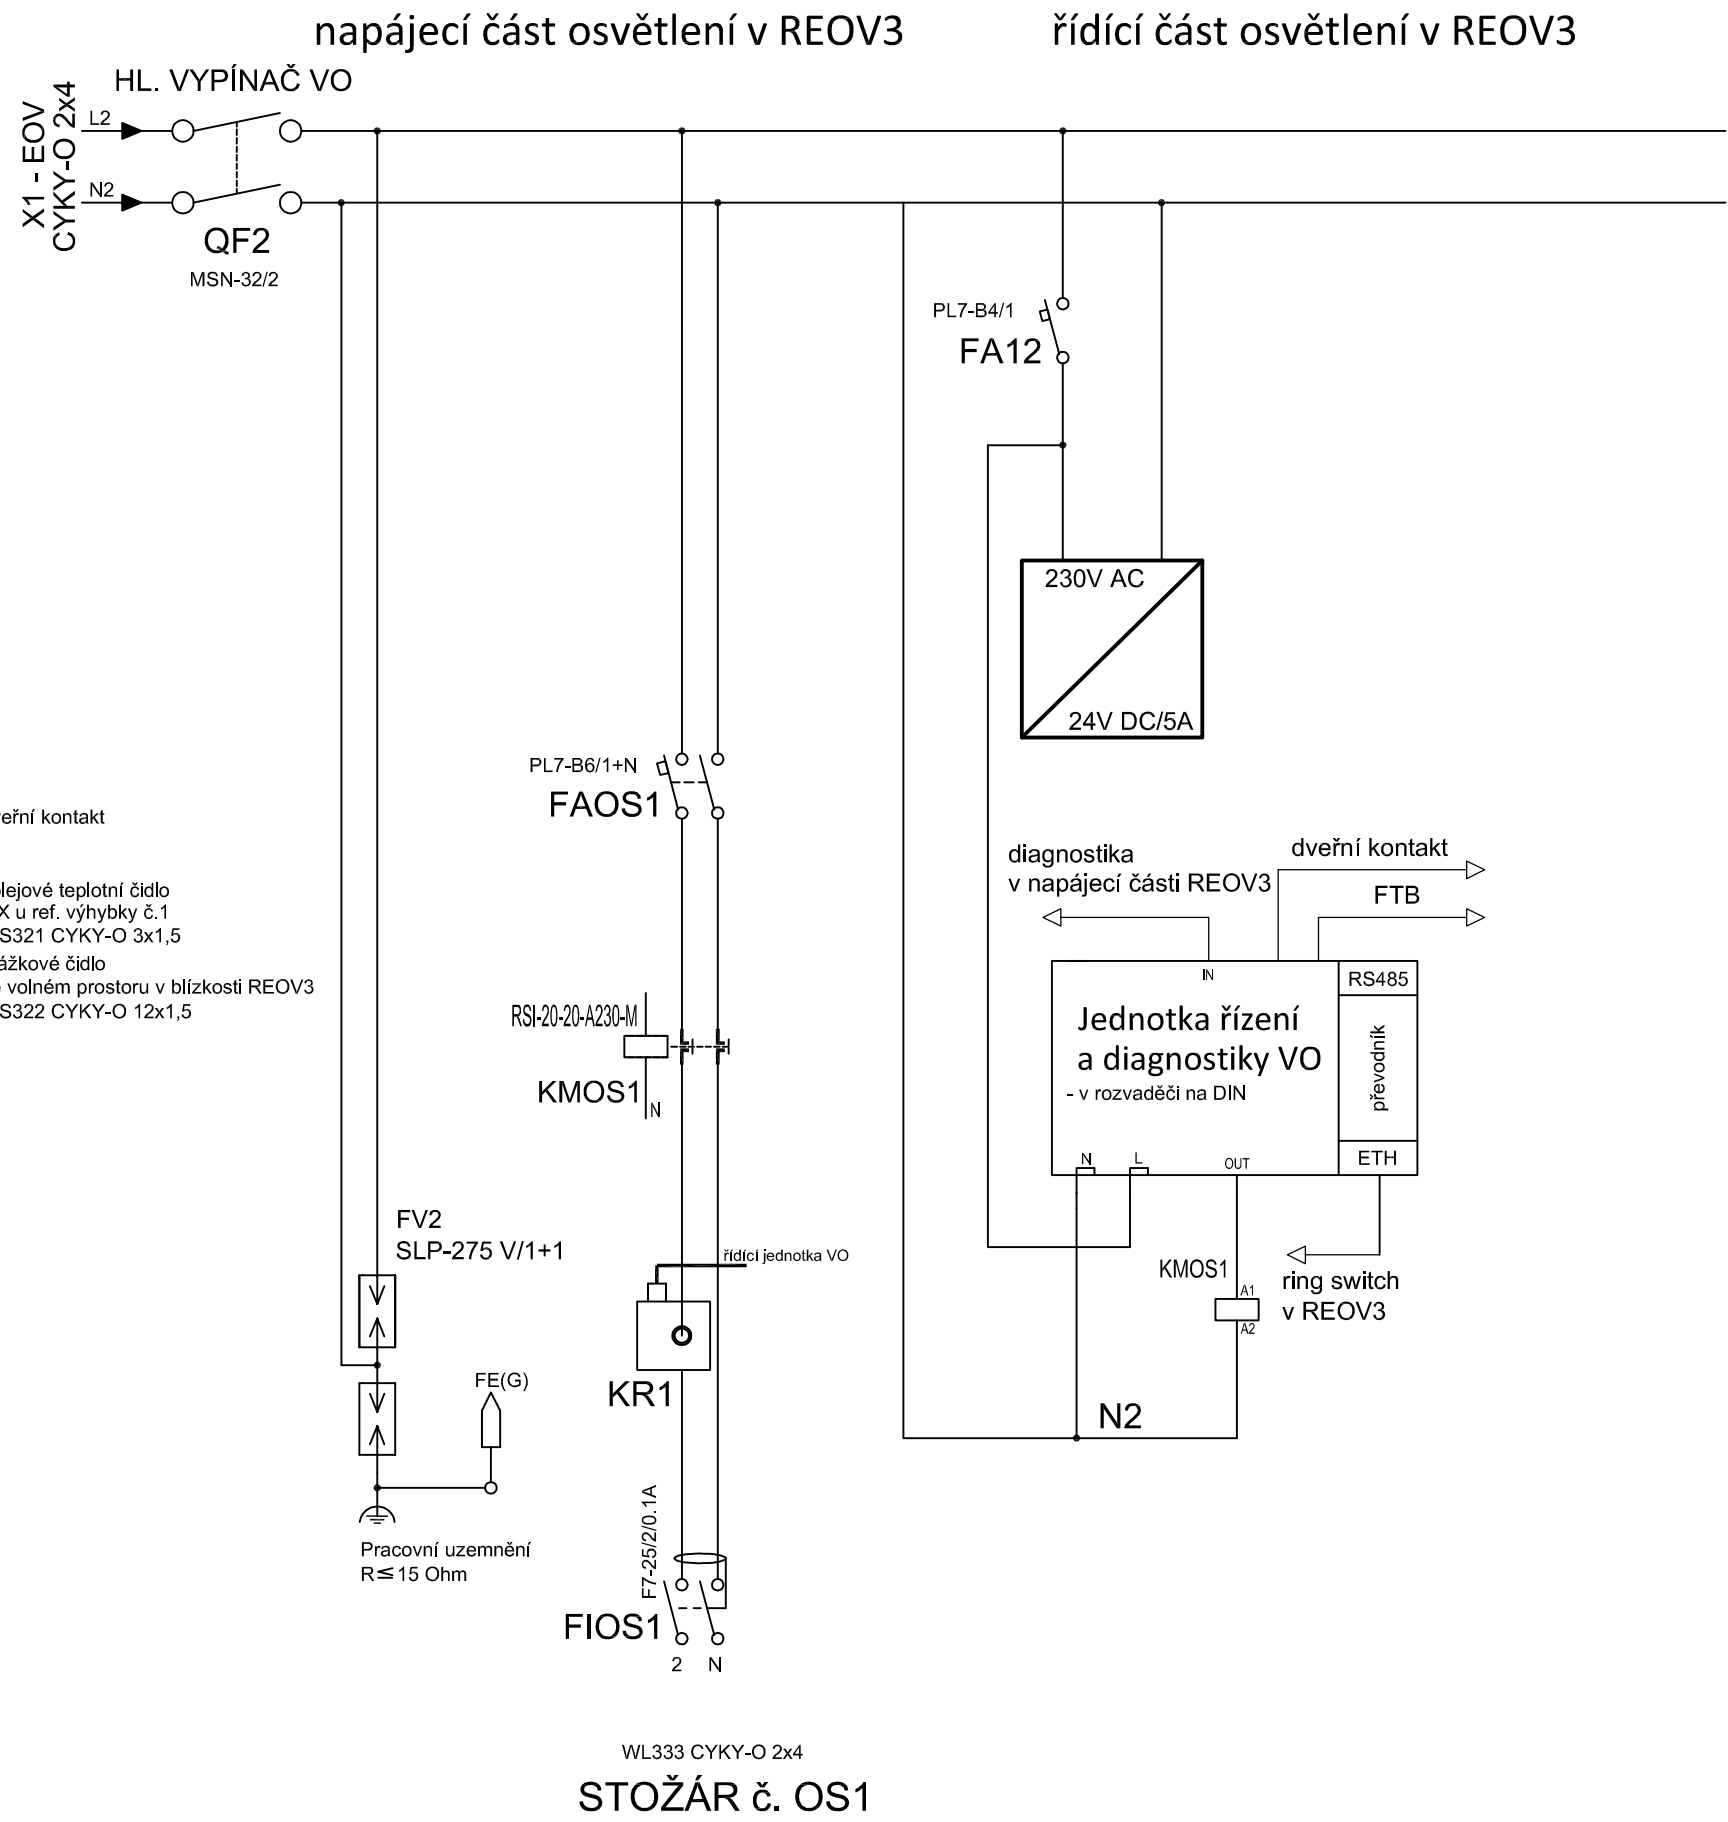 napájecí část osvětlení v REOV3
řídící část osvětlení v REOV3
HL. VYPÍNAČ VO
X1 - EOV
CYKY-O 2x4
L2
N2
QF2
MSN-32/2
PL7-B4/1
FA12
230V AC
24V DC/5A
PL7-B6/1+N
FAOS1
eřní kontakt
lejové teplotní čidlo
X u ref. výhybky č.1
S321 CYKY-O 3x1,5
ážkové čidlo
volném prostoru v blízkosti REOV3
S322 CYKY-O 12x1,5
diagnostika
v napájecí části REOV3
dveřní kontakt
FTB
IN
RS485
Jednotka řízení
a diagnostiky VO
- v rozvaděči na DIN
převodník
N
L
OUT
ETH
RSI-20-20-A230-M
KMOS1
N
FV2
SLP-275 V/1+1
řídící jednotka VO
KR1
KMOS1
A1
A2
ring switch
v REOV3
FE(G)
N2
Pracovní uzemnění
R≤15 Ohm
F7-25/2/0.1A
FIOS1
2
N
WL333 CYKY-O 2x4
STOŽÁR č. OS1